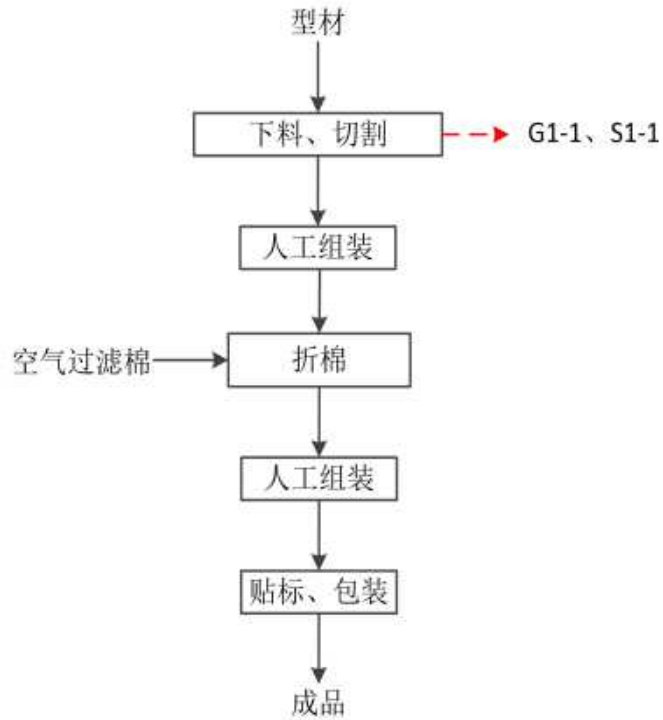 型材
下料、切割
G1-1、S1-1
人工组装
空气过滤棉
折棉
人工组装
贴标、包装
成品